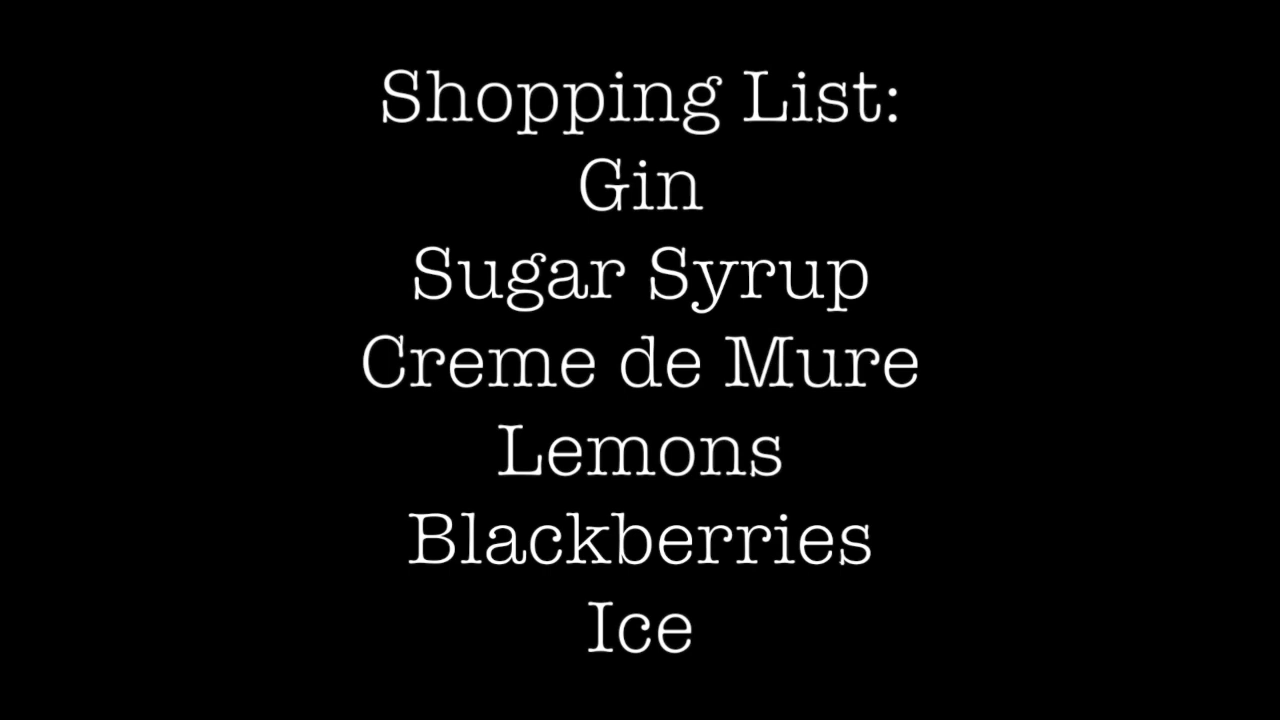 Shopping List:
Gin
Sugar Syrup
Creme de Mure
Lemons
Blackberries
Ice